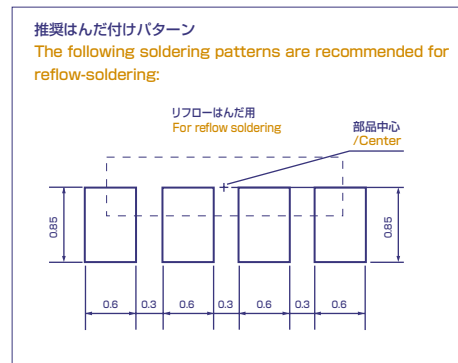 推奨はんだ付けパターン
The following soldering patterns are recommended for
reflow-soldering:
リフローはんだ用
For reflow soldering
部品中心
/Center
0.85
0.85
0.6 0.3 0.6 0.3 0.6 0.3 0.6